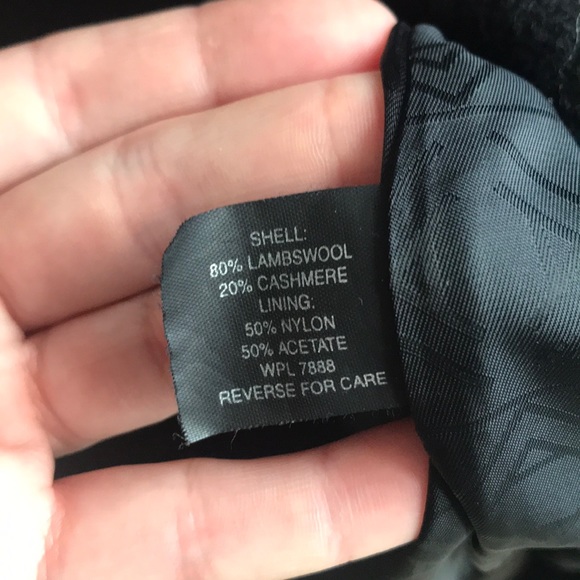 SHELL:
80% LAMBSWOOL
20% CASHMERE
LINING:
50% NYLON
50% ACETATE
WPL 7888
REVERSE FOR CARE